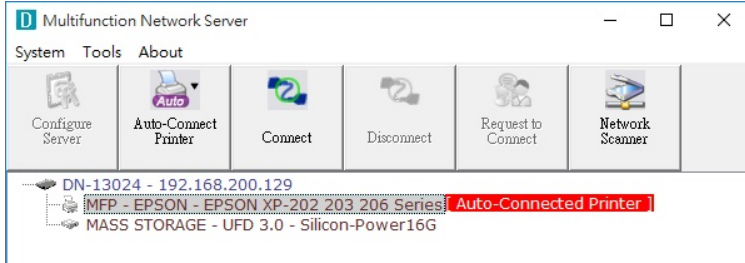 Multifunction Network Server
System Tools About
Auto
Configure Server
Auto-Connect Printer
Connect
Disconnect
Request to Connect
Network Scanner
DN-13024 - 192.168.200.129
MFP - EPSON - EPSON XP-202 203 206 Series[ Auto-Connected Printer ]
MASS STORAGE - UFD 3.0 - Silicon-Power16G